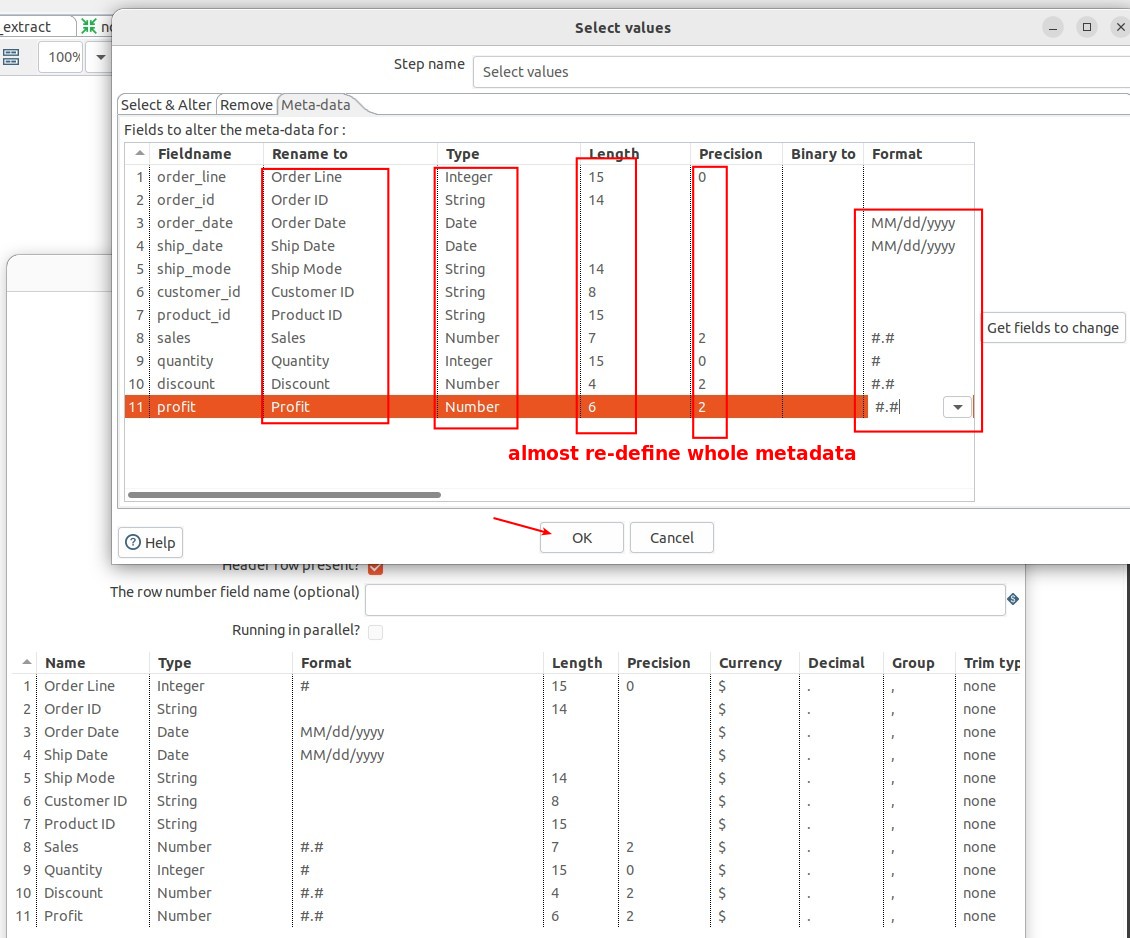 _extract
Select values
100%
Step name Select values
Select & Alter Remove Meta-data
Fields to alter the meta-data for :
Fieldname Rename to Type Length Precision Binary to Format
1 order_line Order Line Integer 15 0
2 order_id Order ID String 14
3 order_date Order Date Date MM/dd/yyyy
4 ship_date Ship Date Date MM/dd/yyyy
5 ship_mode Ship Mode String 14
6 customer_id Customer ID String 8
7 product_id Product ID String 15
8 sales Sales Number 7 2 #.#
Get fields to change
9 quantity Quantity Integer 15 0 #
10 discount Discount Number 4 2 #.#
11 profit Profit Number 6 2 #.#
almost re-define whole metadata
Help OK Cancel
Header row present?
The row number field name (optional)
Running in parallel?
Name Type Format Length Precision Currency Decimal Group Trim typ
1 Order Line Integer # 15 0 $ . , none
2 Order ID String 14 $ . , none
3 Order Date Date MM/dd/yyyy $ . , none
4 Ship Date Date MM/dd/yyyy $ . , none
5 Ship Mode String 14 $ . , none
6 Customer ID String 8 $ . , none
7 Product ID String 15 $ . , none
8 Sales Number #.# 7 2 $ . , none
9 Quantity Integer # 15 0 $ . , none
10 Discount Number #.# 4 2 $ . , none
11 Profit Number #.# 6 2 $ . , none